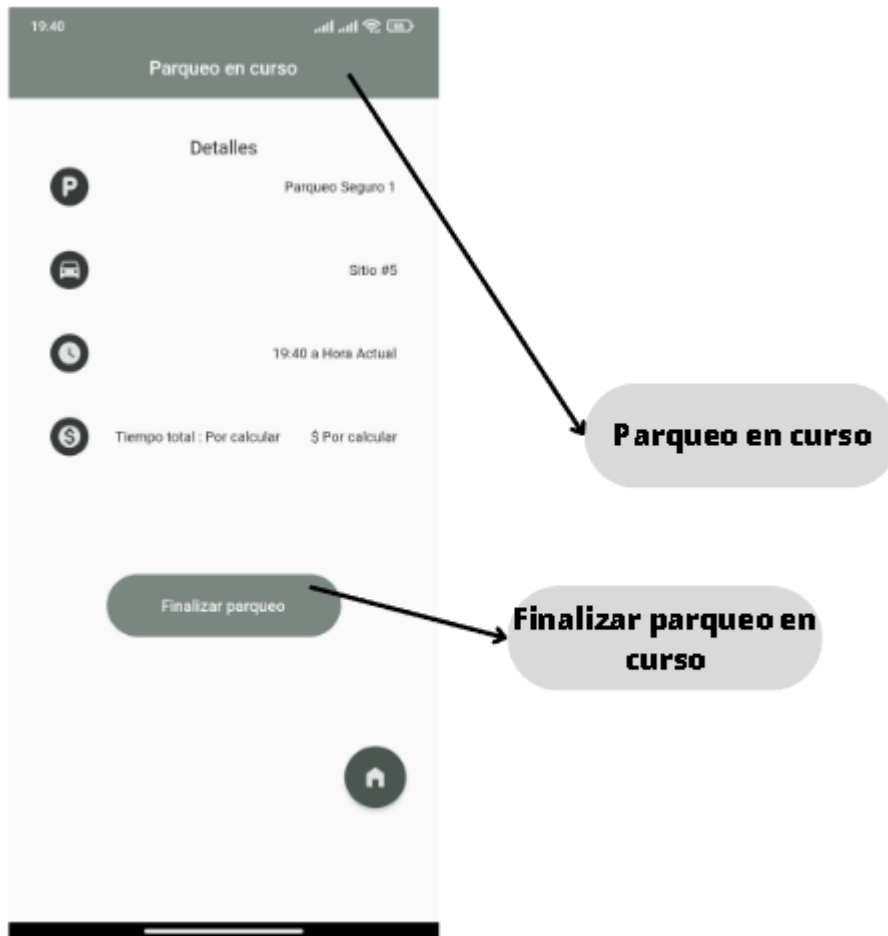 19:40
Parqueo en curso
Detalles
Parqueo Seguro 1
Sitio #5
19:40 a Hora Actual
Tiempo total : Por calcular $ Por calcular
Parqueo en curso
Finalizar parqueo
Finalizar parqueo en
curso